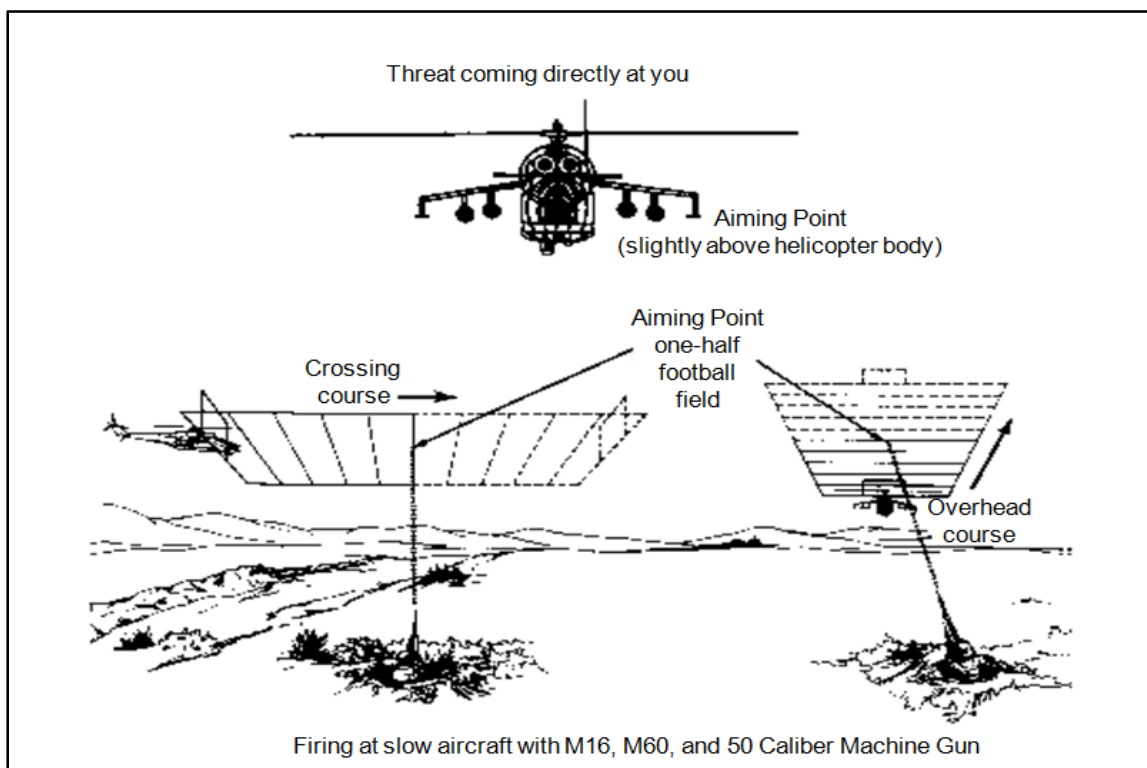 Threat coming directly at you
Aiming Point
(slightly above helicopter body)
Aiming Point
one-half
football
field
Crossing
course
Overhead
course
Firing at slow aircraft with M16, M60, and 50 Caliber Machine Gun